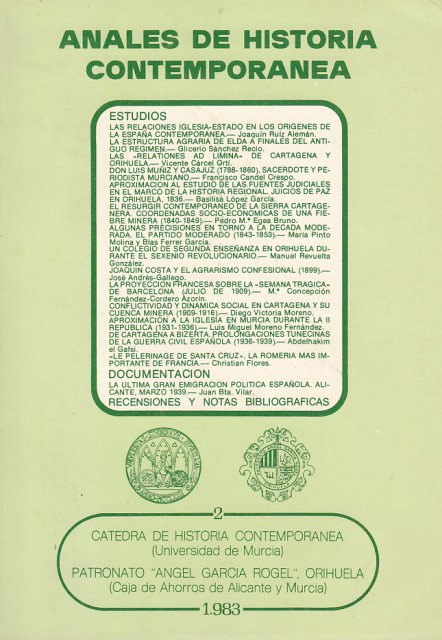 ANALES DE HISTORIA
CONTEMPORANEA
ESTUDIOS
LAS RELACIONES IGLESIA-ESTADO EN LOS ORIGENES DE
LA ESPAÑA CONTEMPORANEA.— Joaquín Ruiz Alemán.
LA ESTRUCTURA AGRARIA DE ELDA A FINALES DEL ANTI-
GUO REGIMEN.— Glicerio Sánchez Recio.
LAS «RELATIONES AD LIMINA» DE CARTAGENA Y
ORIHUELA.— Vicente Cárcel Ortí.
DON LUIS MUÑIZ Y CASAJUZ (1788-1860), SACERDOTE Y PE-
RIODISTA MURCIANO.— Francisco Candel Crespo.
APROXIMACION AL ESTUDIO DE LAS FUENTES JUDICIALES
EN EL MARCO DE LA HISTORIA REGIONAL. JUICIOS DE PAZ
EN ORIHUELA, 1836.— Basilisa López García.
EL RESURGIR CONTEMPORANEO DE LA SIERRA CARTAGE-
NERA. COORDENADAS SOCIO-ECONOMICAS DE UNA FIE-
BRE MINERA (1840-1849).— Pedro Mª Egea Bruno.
ALGUNAS PRECISIONES EN TORNO A LA DECADA MODE-
RADA. EL PARTIDO MODERADO (1843-1853).— María Pinto
Molina y Blas Ferrer García.
UN COLEGIO DE SEGUNDA ENSEÑANZA EN ORIHUELA DU-
RANTE EL SEXENIO REVOLUCIONARIO.— Manuel Revuelta
González.
JOAQUIN COSTA Y EL AGRARISMO CONFESIONAL (1899).—
José Andrés-Gallego.
LA PROYECCION FRANCESA SOBRE LA «SEMANA TRAGICA»
DE BARCELONA (JULIO DE 1909).— M.ª Concepción
Fernández-Cordero Azorín.
CONFLICTIVIDAD Y DINAMICA SOCIAL EN CARTAGENA Y SU
CUENCA MINERA (1909-1916).— Diego Victoria Moreno.
APROXIMACION A LA IGLESIA EN MURCIA DURANTE LA II
REPUBLICA (1931-1936).— Luis Miguel Moreno Fernández.
DE CARTAGENA A BIZERTA. PROLONGACIONES TUNECINAS
DE LA GUERRA CIVIL ESPAÑOLA (1936-1939).— Abdelhakim
el Gafsi.
«LE PELERINAGE DE SANTA CRUZ», LA ROMERIA MAS IM-
PORTANTE DE FRANCIA.— Christian Flores.
DOCUMENTACION
LA ULTIMA GRAN EMIGRACION POLITICA ESPAÑOLA. ALI-
CANTE, MARZO 1939.— Juan Bta. Vilar.
RECENSIONES Y NOTAS BIBLIOGRAFICAS
2
CATEDRA DE HISTORIA CONTEMPORANEA
(Universidad de Murcia)
PATRONATO "ANGEL GARCIA ROGEL", ORIHUELA
(Caja de Ahorros de Alicante y Murcia)
1.983